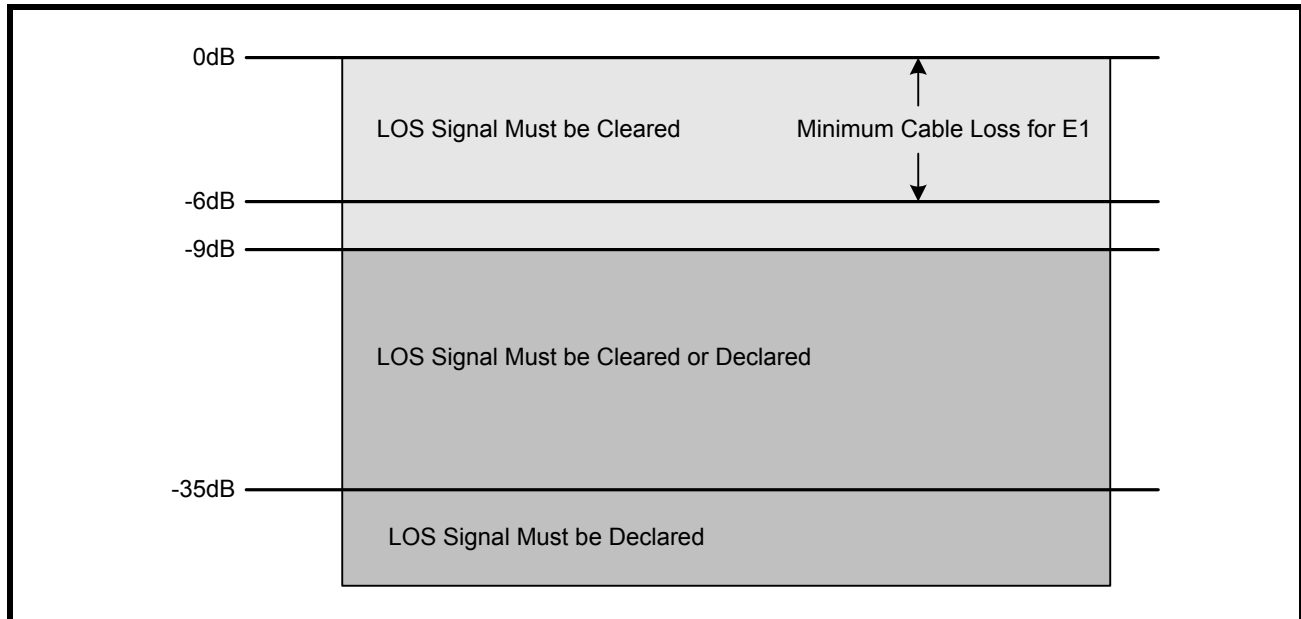 0dB
LOS Signal Must be Cleared
Minimum Cable Loss for E1
-6dB
-9dB
LOS Signal Must be Cleared or Declared
-35dB
LOS Signal Must be Declared